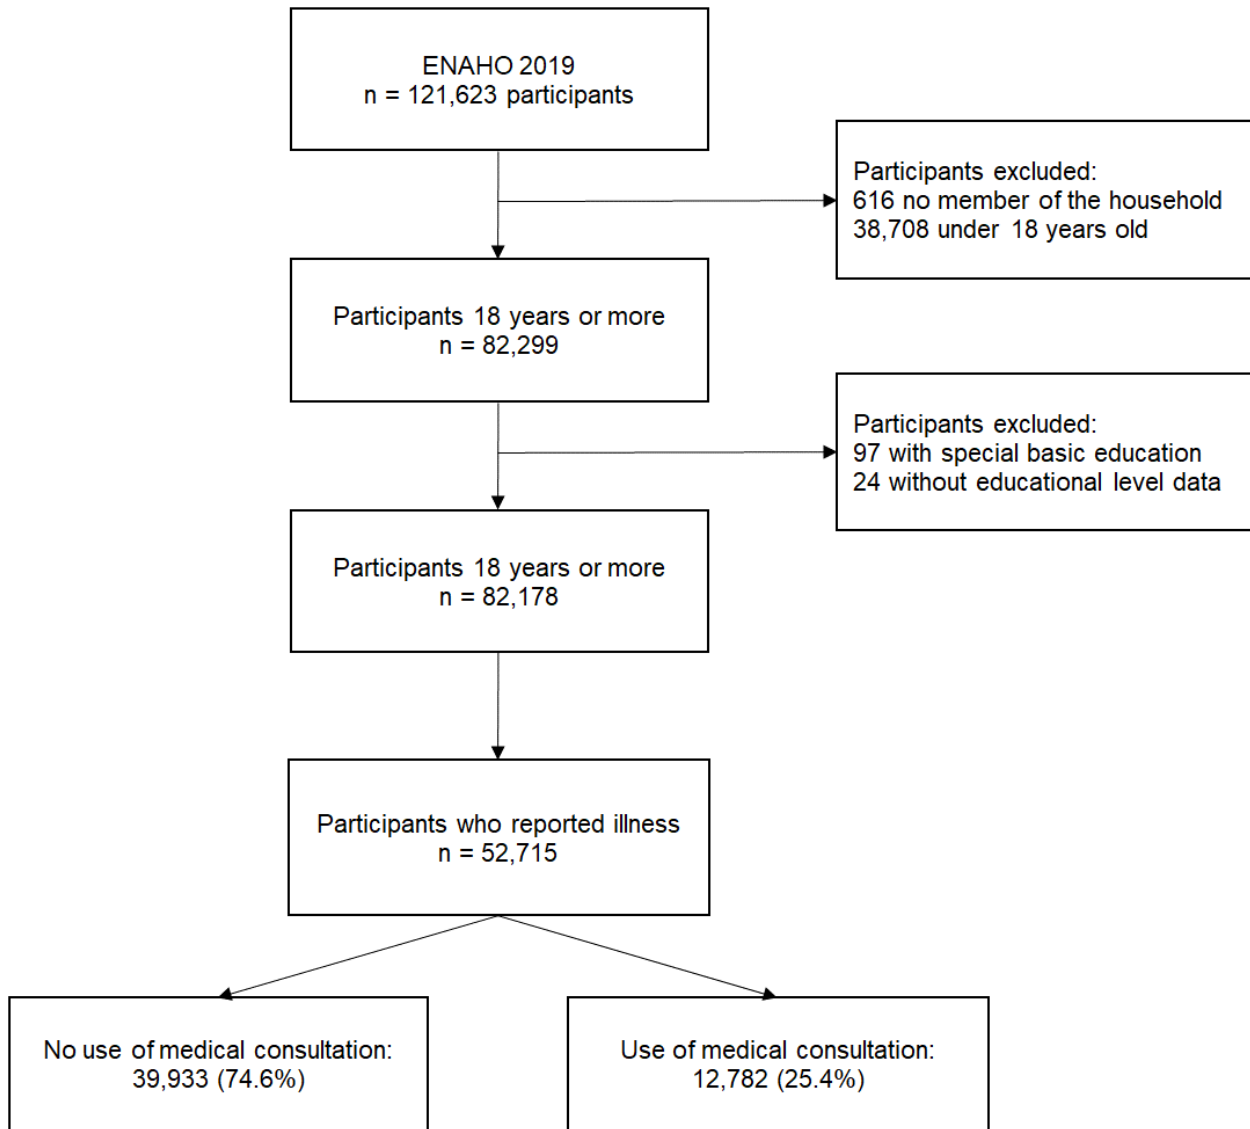 ENAHO 2019
n = 121,623 participants
Participants excluded:
616 no member of the household
38,708 under 18 years old
Participants 18 years or more
n = 82,299
Participants excluded:
97 with special basic education
24 without educational level data
Participants 18 years or more
n = 82,178
Participants who reported illness
n = 52,715
No use of medical consultation:
39,933 (74.6%)
Use of medical consultation:
12,782 (25.4%)